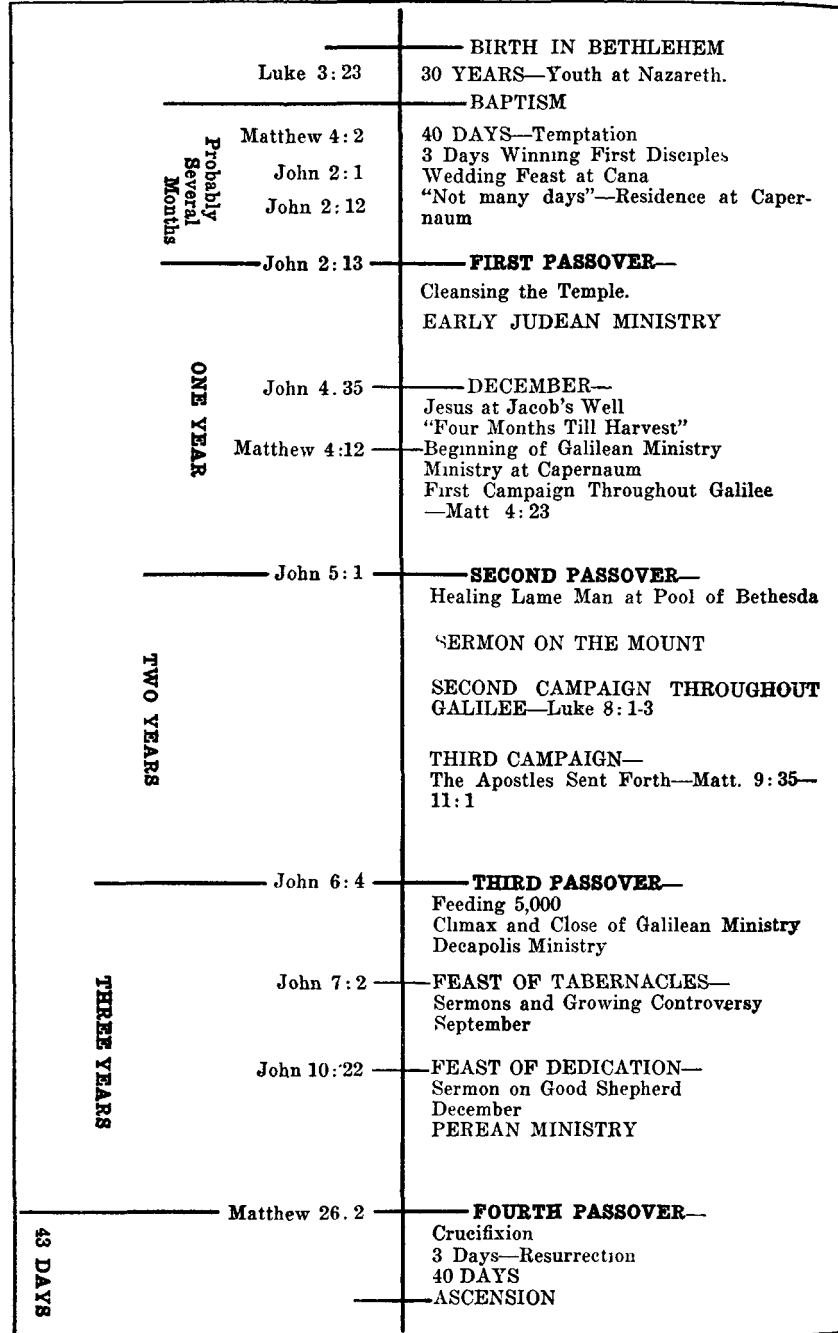 BIRTH IN BETHLEHEM
Luke 3:23 30 YEARS—Youth at Nazareth.
BAPTISM
Probably
Several
Months
Matthew 4:2 40 DAYS—Temptation
3 Days Winning First Disciples
John 2:1 Wedding Feast at Cana
John 2:12 "Not many days"—Residence at Caper-
naum
John 2:13 FIRST PASSOVER—
Cleansing the Temple.
EARLY JUDEAN MINISTRY
ONE YEAR
John 4.35 DECEMBER—
Jesus at Jacob's Well
"Four Months Till Harvest"
Matthew 4:12 Beginning of Galilean Ministry
Ministry at Capernaum
First Campaign Throughout Galilee
—Matt 4:23
John 5:1 SECOND PASSOVER—
Healing Lame Man at Pool of Bethesda
SERMON ON THE MOUNT
TWO YEARS
SECOND CAMPAIGN THROUGHOUT
GALILEE—Luke 8:1-3
THIRD CAMPAIGN—
The Apostles Sent Forth—Matt. 9:35—
11:1
John 6:4 THIRD PASSOVER—
Feeding 5,000
Climax and Close of Galilean Ministry
Decapolis Ministry
THREE YEARS
John 7:2 FEAST OF TABERNACLES—
Sermons and Growing Controversy
September
John 10:22 FEAST OF DEDICATION—
Sermon on Good Shepherd
December
PEREAN MINISTRY
Matthew 26.2 FOURTH PASSOVER—
43 DAYS
Crucifixion
3 Days—Resurrection
40 DAYS
ASCENSION